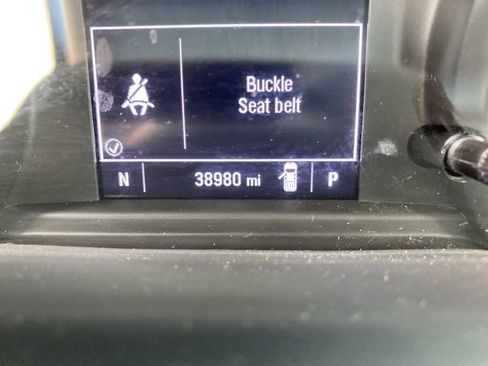 Buckle
Seat belt
N 38980 mi P